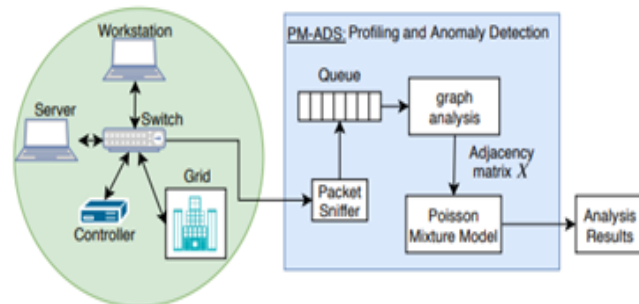 Workstation
Server
Switch
Grid
Controller
PM-ADS: Profiling and Anomaly Detection
Queue
graph
analysis
Adjacency
matrix X
Packet
Sniffer
Poisson
Mixture Model
Analysis
Results